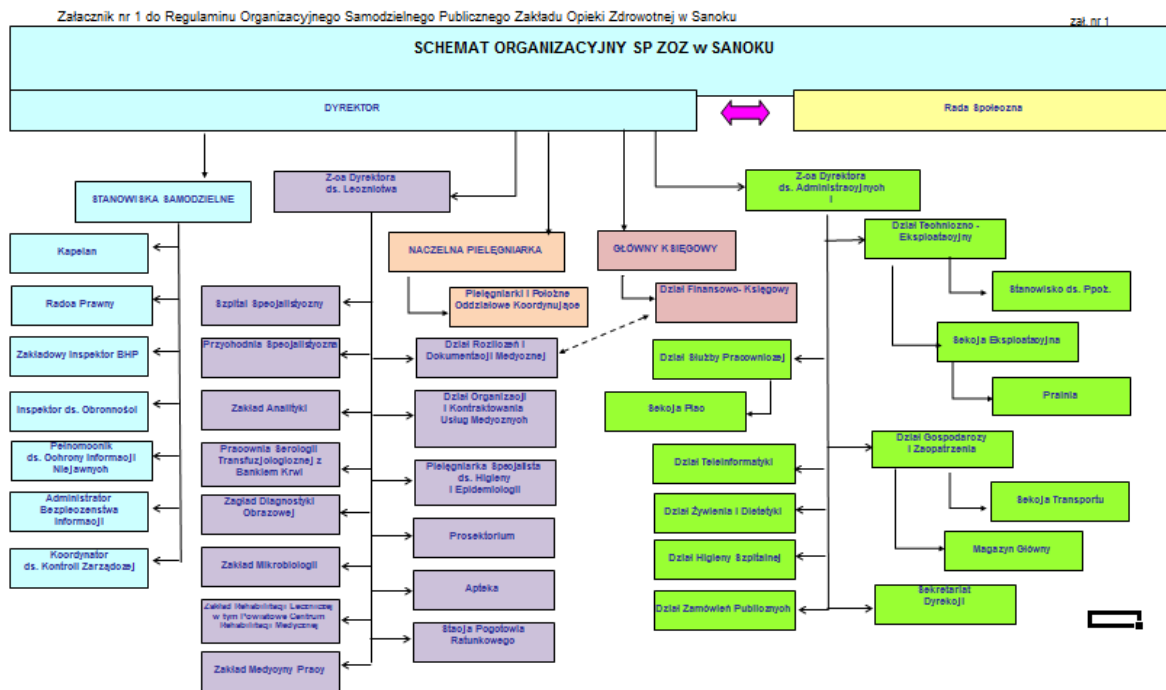 Załacznik nr 1 do Regulaminu Organizacyjnego Samodzielnego Publicznego Zakładu Opieki Zdrowotnej w Sanoku
zał. nr 1
SCHEMAT ORGANIZACYJNY SP ZOZ w SANOKU
DYREKTOR
Rada Społeczna
STANOWISKA SAMODZIELNE
Kapelan
Radca Prawny
Zakładowy Inspektor BHP
Inspektor ds. Obronności
Pełnomocnik
ds. Ochrony Informacji
Niejawnych
Administrator
Bezpieczenstwa
Informacji
Koordynator
ds. Kontroli Zarządczej
Z-ca Dyrektora
ds. Lecznictwa
Szpital Specjalistyczny
Przychodnia Specjalistyczna
Zakład Analityki
Pracownia Serologii
Transfuzjologicznej z
Bankiem Krwi
Zagład Diagnostyki
Obrazowej
Zakład Mikrobiologii
Zakład Rehabilitacji Leczniczej
w tym Powiatowe Centrum
Rehabilitacji Medycznej
Zakład Medycyny Pracy
NACZELNA PIELĘGNIARKA
Pielęgniarki i Położne
Oddziałowe Koordynujące
Dział Rozliczeń i
Dokumentacji Medycznej
Dział Organizacji
i Kontraktowania
Usług Medycznych
Pielęgniarka Specjalista
ds. Higieny
i Epidemiologii
Prosektorium
Apteka
Stacja Pogotowia
Ratunkowego
GŁÓWNY KSIĘGOWY
Dział Finansowo- Księgowy
Z-ca Dyrektora
ds. Administracyjnych
I
Dział Służby Pracowniczej
Sekcja Płac
Dział Teleinformatyki
Dział Żywienia i Dietetyki
Dział Higieny Szpitalnej
Dział Zamówień Publicznych
Dział Techniczno -
Eksploatacyjny
Stanowisko ds. Ppoż.
Sekcja Eksploatacyjna
Pralnia
Dział Gospodarczy
i Zaopatrzenia
Sekcja Transportu
Magazyn Główny
Sekretariat
Dyrekcji